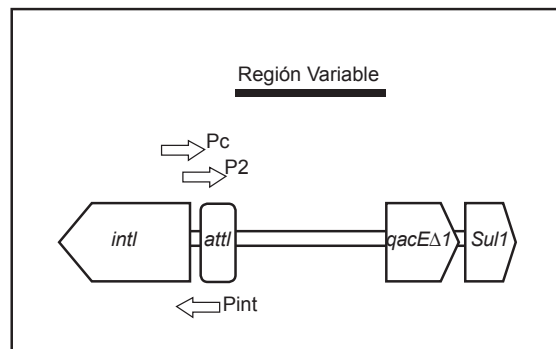 Región Variable
Pc
P2
intI attI qacEΔ1 Sul1
Pint